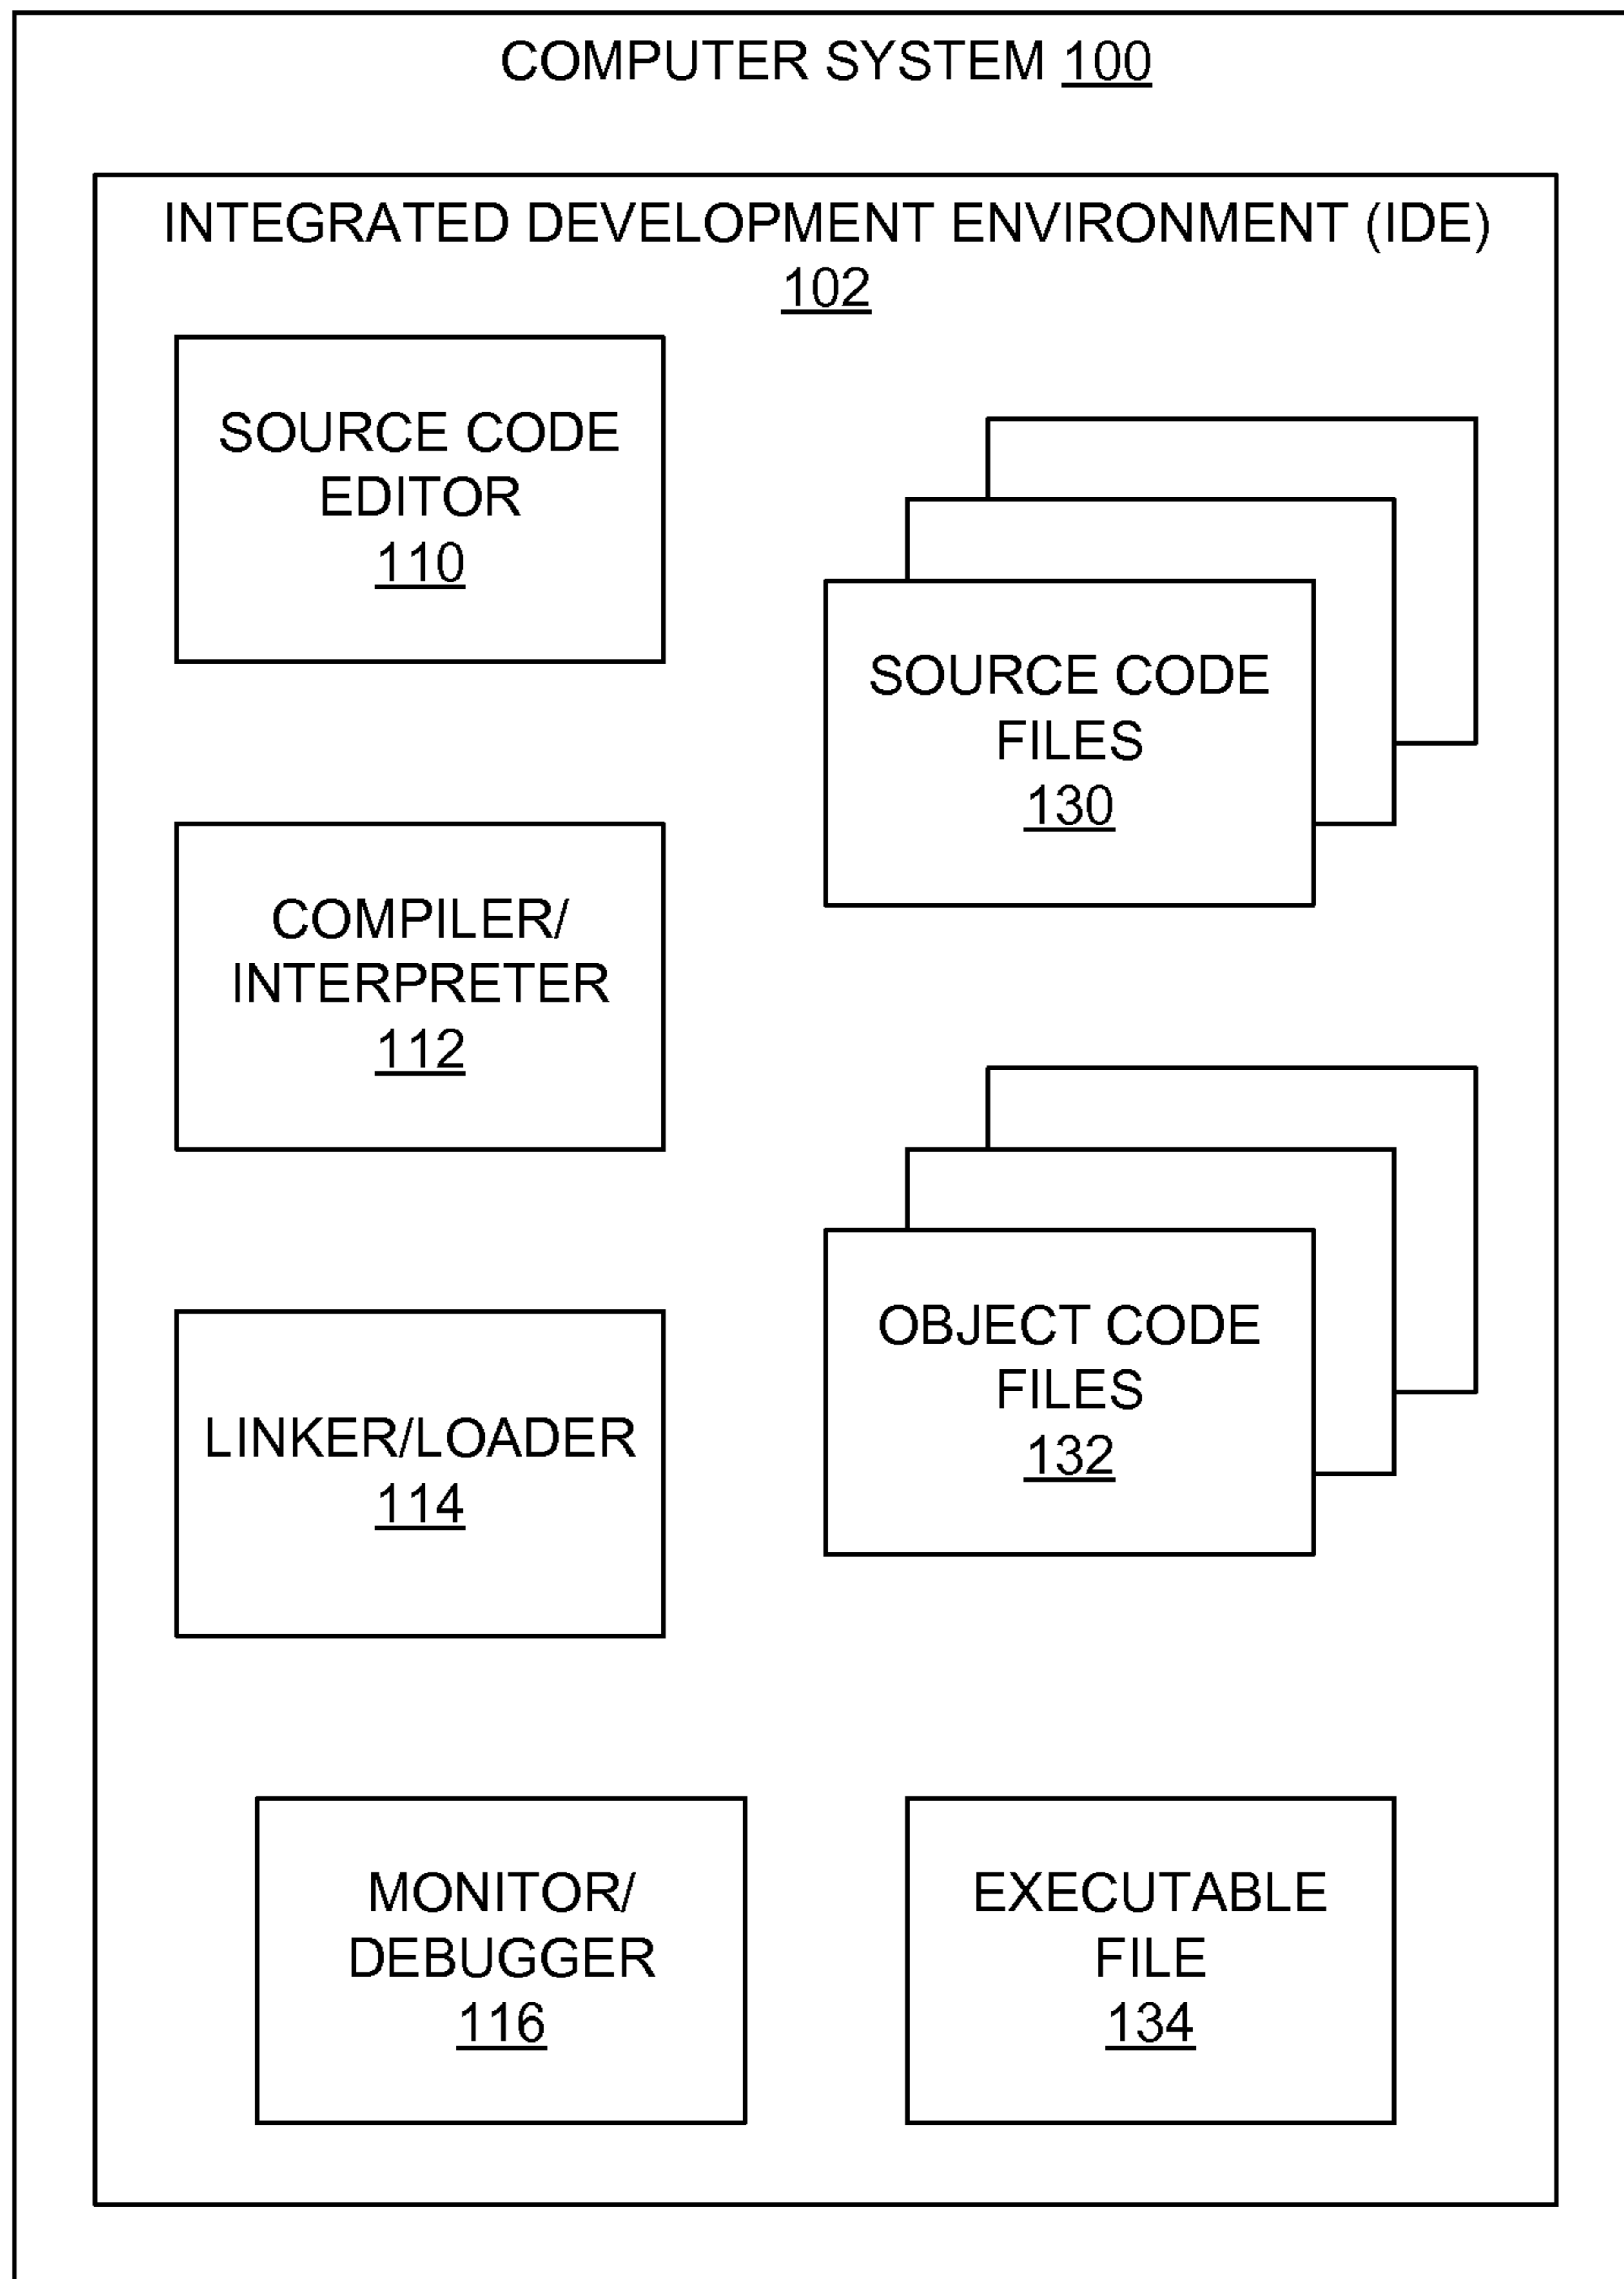 COMPUTER SYSTEM 100
INTEGRATED DEVELOPMENT ENVIRONMENT (IDE)
102
SOURCE CODE
EDITOR
110
SOURCE CODE
FILES
130
COMPILER/
INTERPRETER
112
OBJECT CODE
FILES
132
LINKER/LOADER
114
MONITOR/
DEBUGGER
116
EXECUTABLE
FILE
134